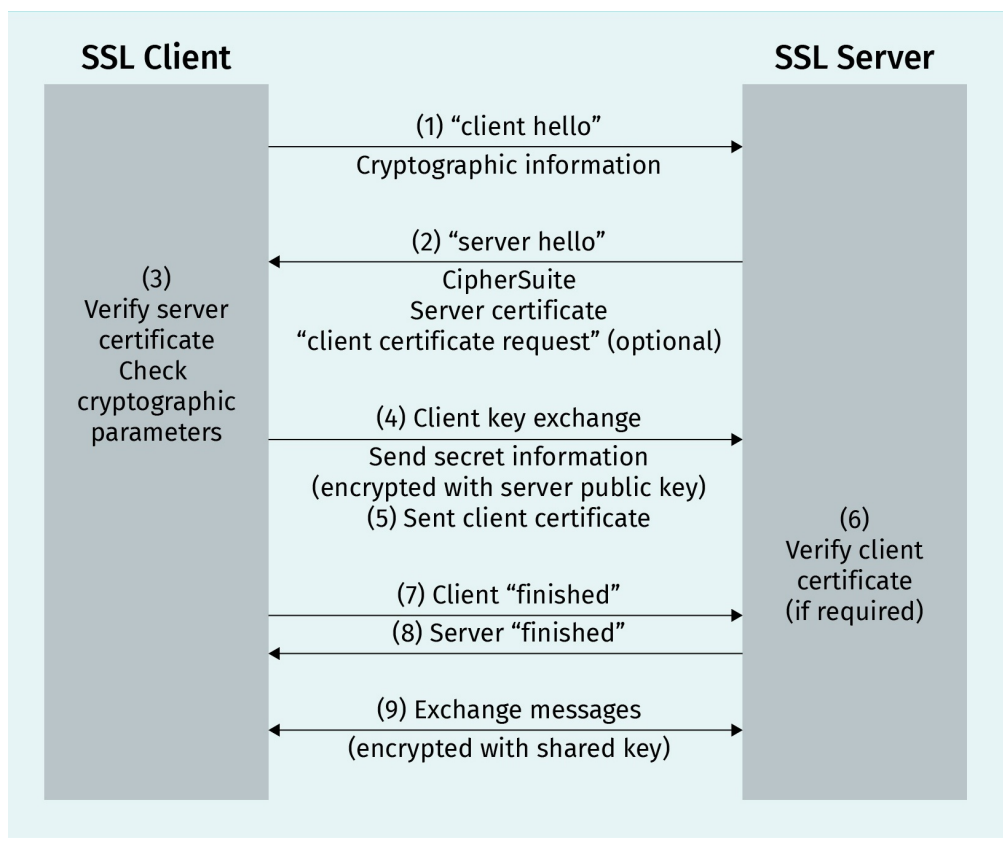 SSL Client
SSL Server
(1) “client hello”
Cryptographic information
(2) “server hello”
CipherSuite
Server certificate
“client certificate request” (optional)
(3)
Verify server
certificate
Check
cryptographic
parameters
(4) Client key exchange
Send secret information
(encrypted with server public key)
(5) Sent client certificate
(6)
Verify client
certificate
(if required)
(7) Client “finished”
(8) Server “finished”
(9) Exchange messages
(encrypted with shared key)